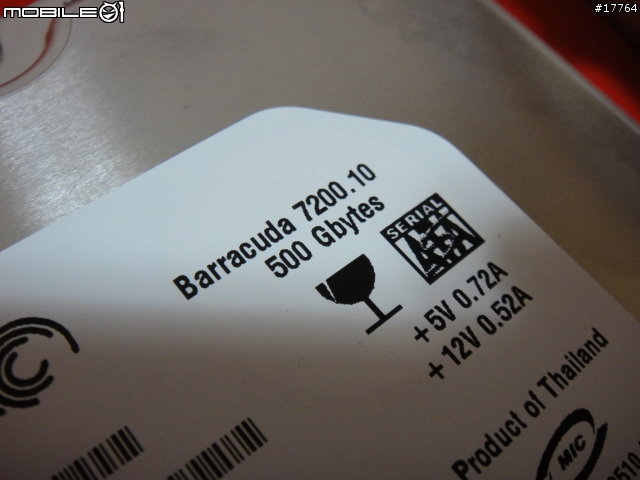 MOBILE01
#17764
Barracuda 7200.10
500 Gbytes
SERIAL
ATA
+5V 0.72A
+12V 0.52A
Product of Thailand
MIC